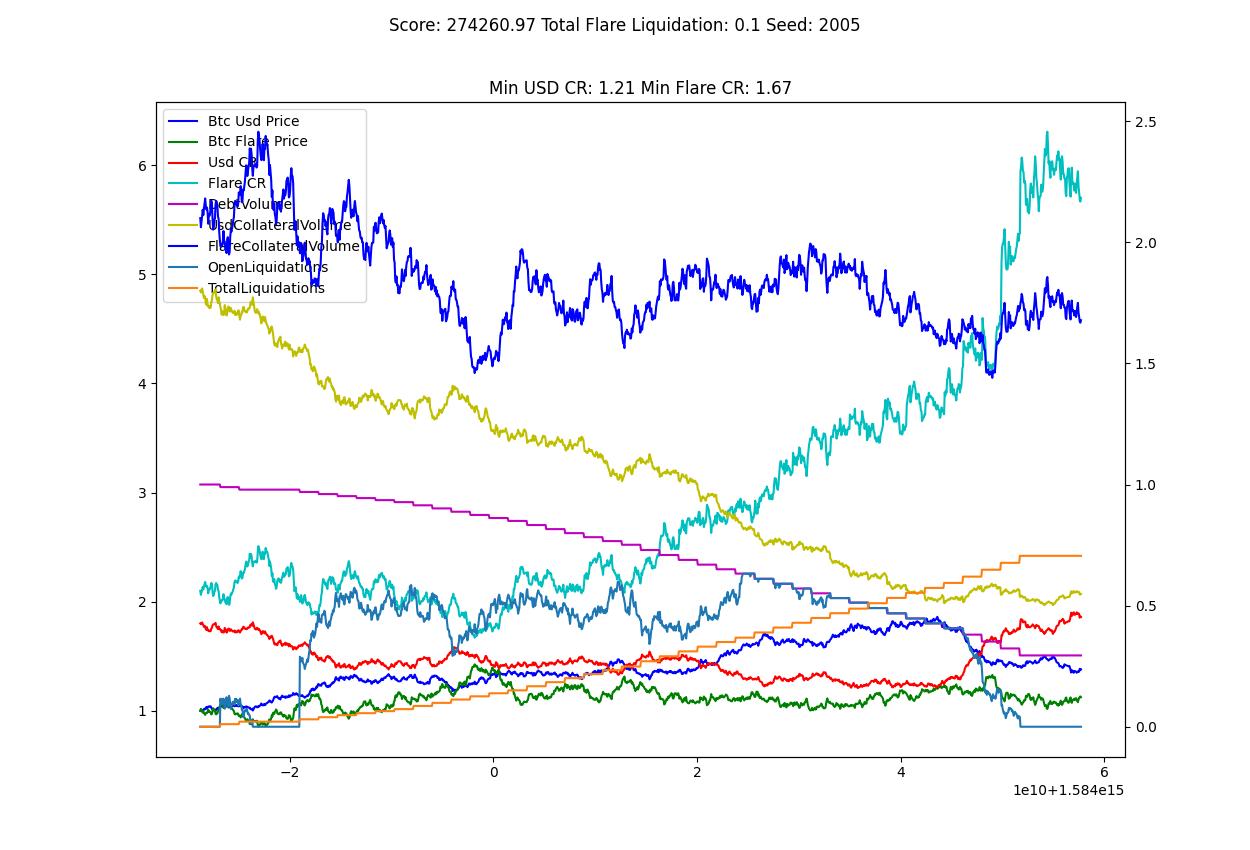 Score: 274260.97 Total Flare Liquidation: 0.1 Seed: 2005
Min USD CR: 1.21 Min Flare CR: 1.67
Btc Usd Price
Btc Flare Price
Usd CR
Flare CR
DebtVolume
UsdCollateralVolume
FlareCollateralVolume
OpenLiquidations
TotalLiquidations
6
5
4
3
2
1
2.5
2.0
1.5
1.0
0.5
0.0
−2
0
2
4
6
1e10+1.584e15